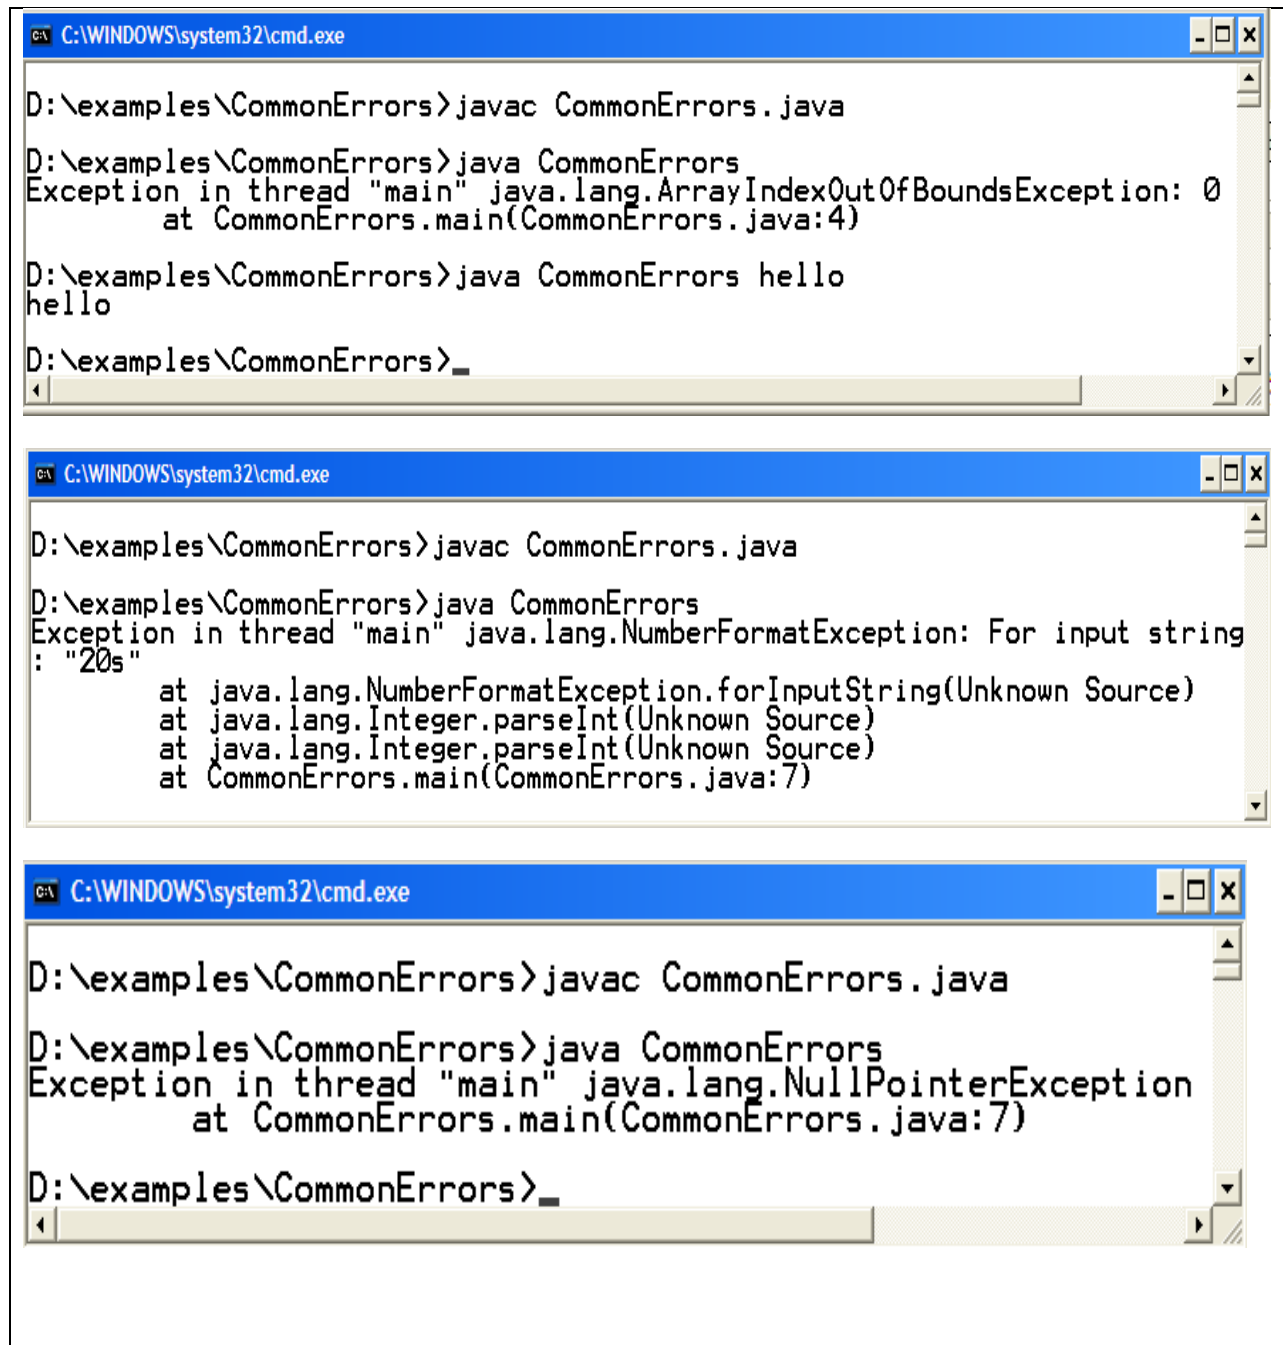 C:\WINDOWS\system32\cmd.exe
D:\examples\CommonErrors>javac CommonErrors.java
D:\examples\CommonErrors>java CommonErrors
Exception in thread "main" java.lang.ArrayIndexOutOfBoundsException: 0
at CommonErrors.main(CommonErrors.java:4)
D:\examples\CommonErrors>java CommonErrors hello
hello
D:\examples\CommonErrors>_
C:\WINDOWS\system32\cmd.exe
D:\examples\CommonErrors>javac CommonErrors.java
D:\examples\CommonErrors>java CommonErrors
Exception in thread "main" java.lang.NumberFormatException: For input string
: "20s"
at java.lang.NumberFormatException.forInputString(Unknown Source)
at java.lang.Integer.parseInt(Unknown Source)
at java.lang.Integer.parseInt(Unknown Source)
at CommonErrors.main(CommonErrors.java:7)
C:\WINDOWS\system32\cmd.exe
D:\examples\CommonErrors>javac CommonErrors.java
D:\examples\CommonErrors>java CommonErrors
Exception in thread "main" java.lang.NullPointerException
at CommonErrors.main(CommonErrors.java:7)
D:\examples\CommonErrors>_